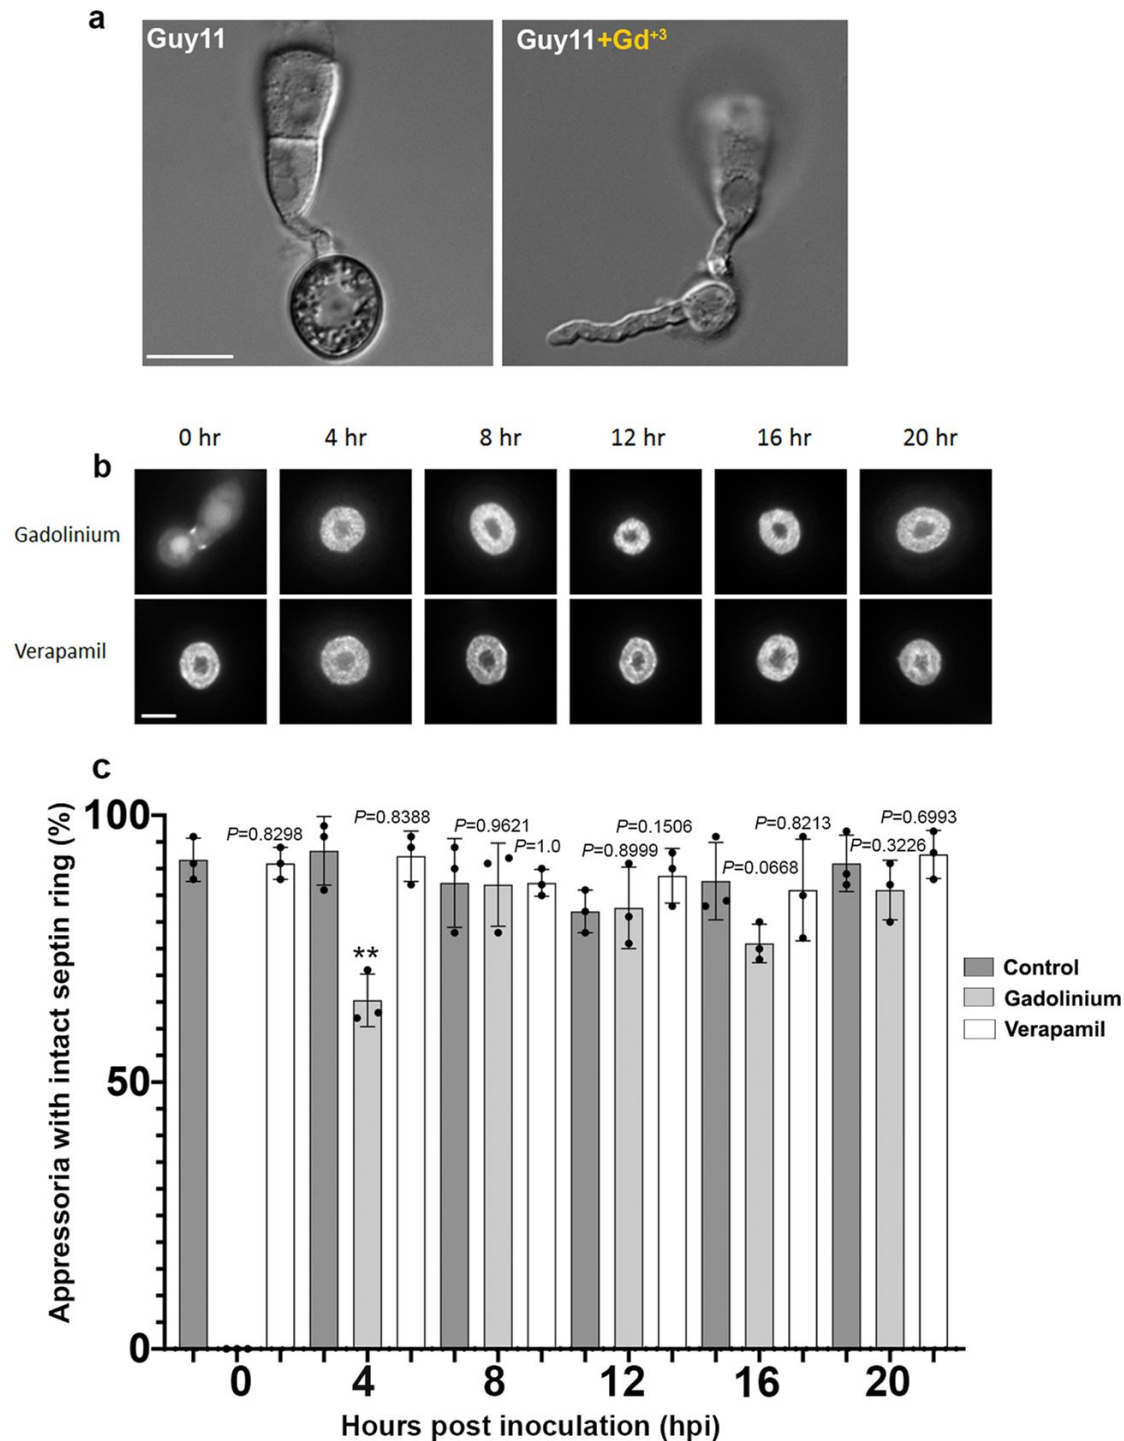 a
Guy11
Guy11+Gd+3
0 hr 4 hr 8 hr 12 hr 16 hr 20 hr
b
Gadolinium
Verapamil
c
Appressoria with intact septin ring (%)
100
50
0
P=0.8298
**
P=0.8388
P=0.9621
P=1.0
P=0.8999
P=0.1506
P=0.0668
P=0.8213
P=0.3226
P=0.6993
Control
Gadolinium
Verapamil
0 4 8 12 16 20
Hours post inoculation (hpi)